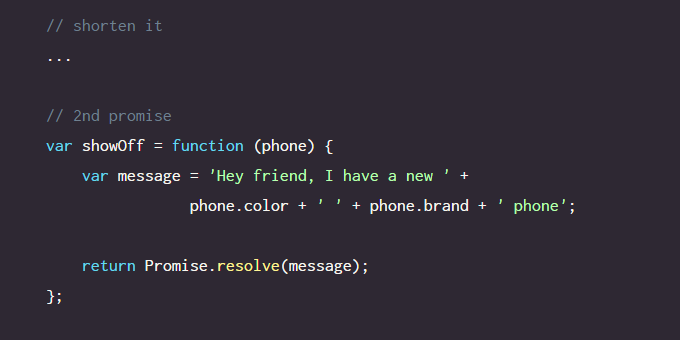 // shorten it
...
// 2nd promise
var showOff = function (phone) {
var message = 'Hey friend, I have a new ' +
phone.color + ' ' + phone.brand + ' phone';
return Promise.resolve(message);
};